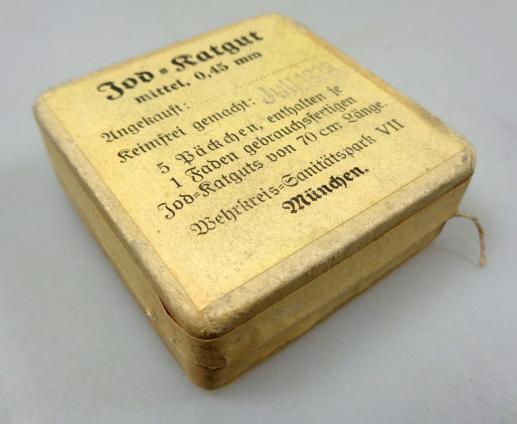 Jod-Katgut
mittel, 0,45 mm
Angekauft:
Keimfrei gemacht: Juli
5 Päckchen, enthalten je
1 Faden gebrauchsfertigen
Jod-Katguts von 70 cm Länge.
Wehrkreis-Sanitätspark VII
München.